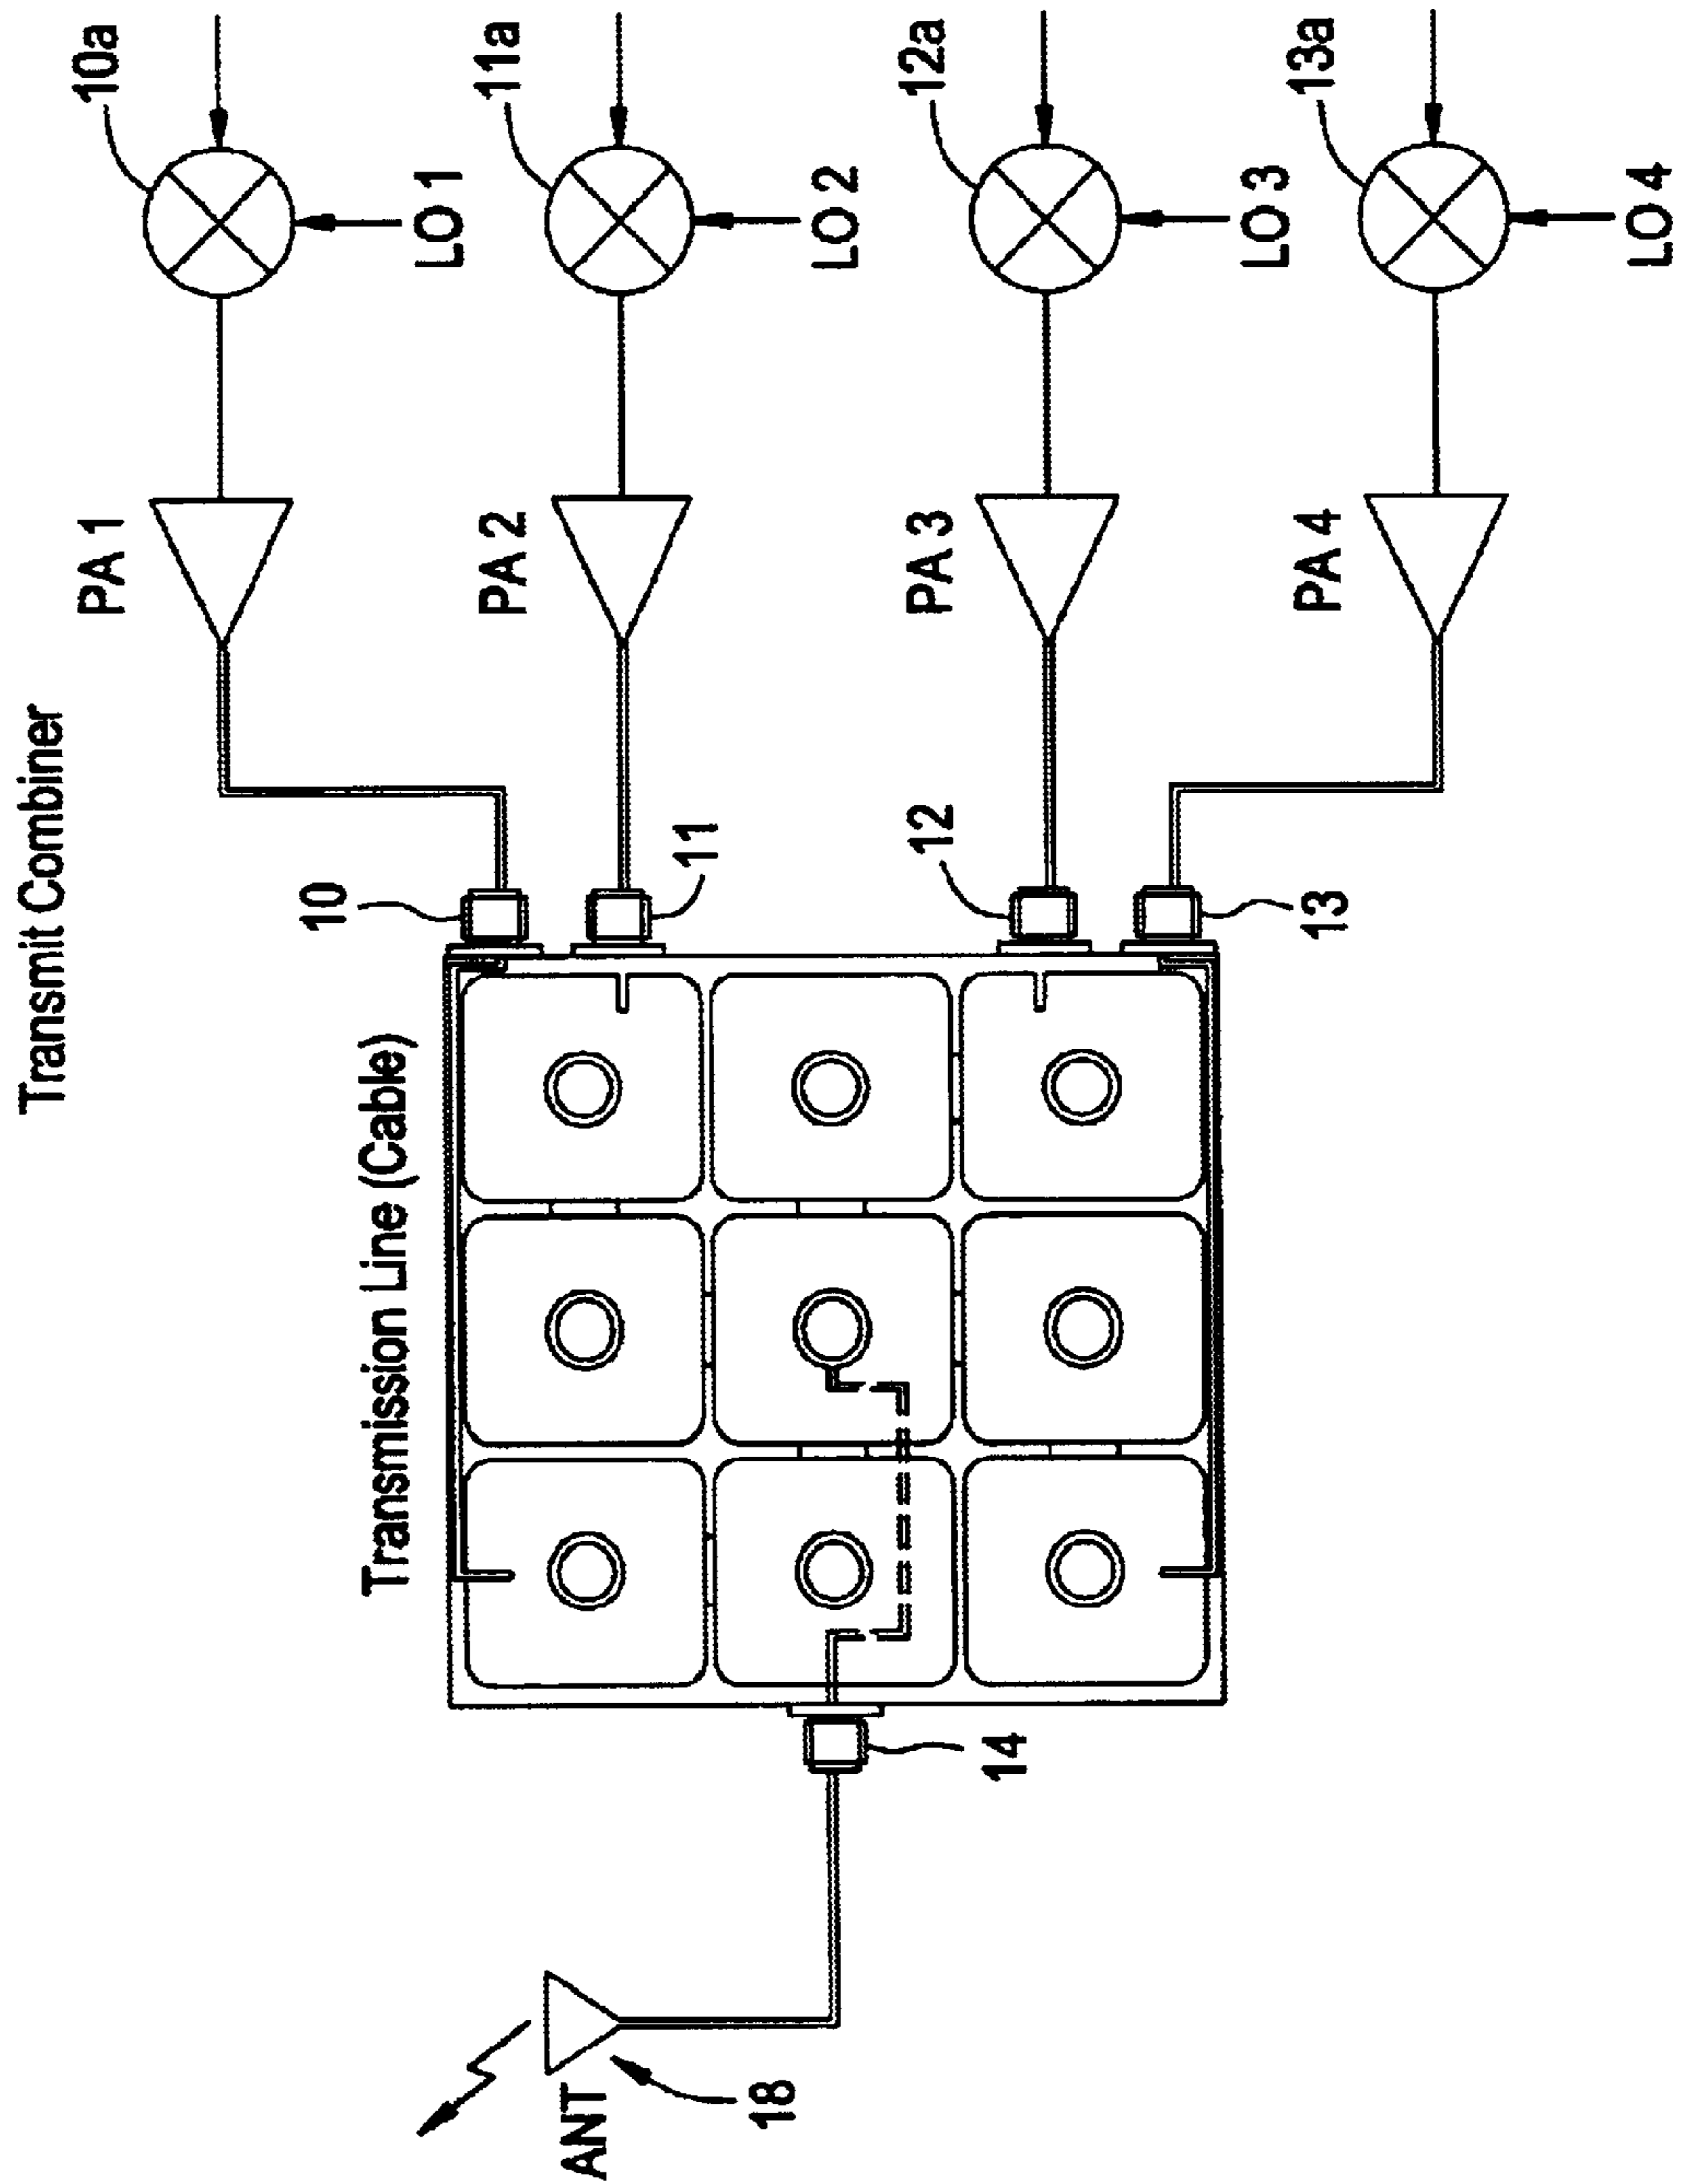 Transmit Combiner
10a
11a
12a
13a
LO 1
LO 2
LO 3
LO 4
PA 1
PA 2
PA 3
PA 4
10
11
12
13
Transmission Line (Cable)
14
ANT
18